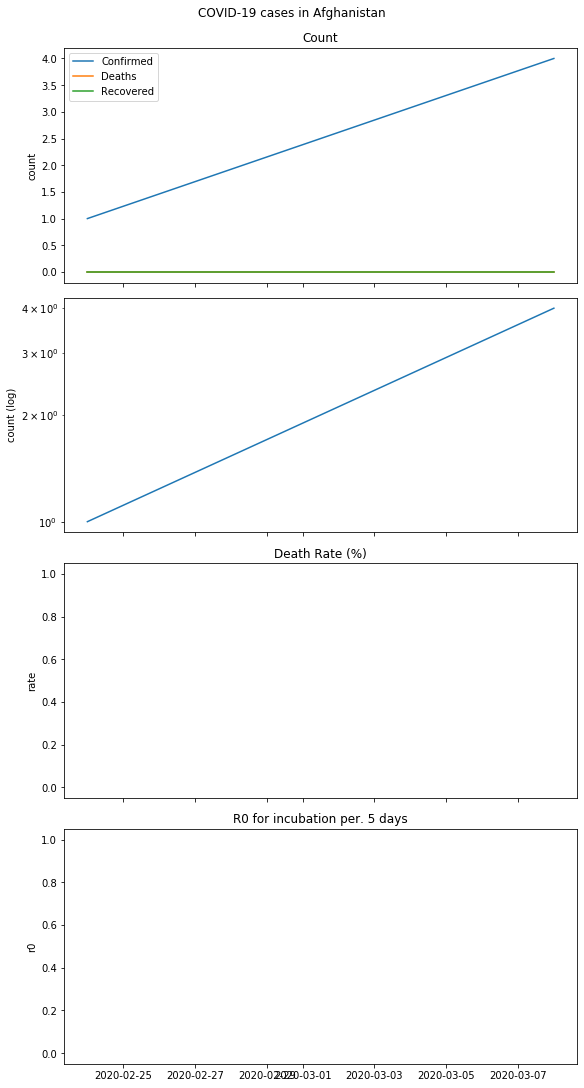 COVID-19 cases in Afghanistan
Count
4.0
3.5
3.0
2.5
2.0
1.5
1.0
0.5
0.0
count
Confirmed
Deaths
Recovered
4 × 10⁰
3 × 10⁰
2 × 10⁰
10⁰
count (log)
Death Rate (%)
1.0
0.8
0.6
0.4
0.2
0.0
rate
R0 for incubation per. 5 days
1.0
0.8
0.6
0.4
0.2
0.0
r0
2020-02-25 2020-02-27 2020-02-29 2020-03-01 2020-03-03 2020-03-05 2020-03-07